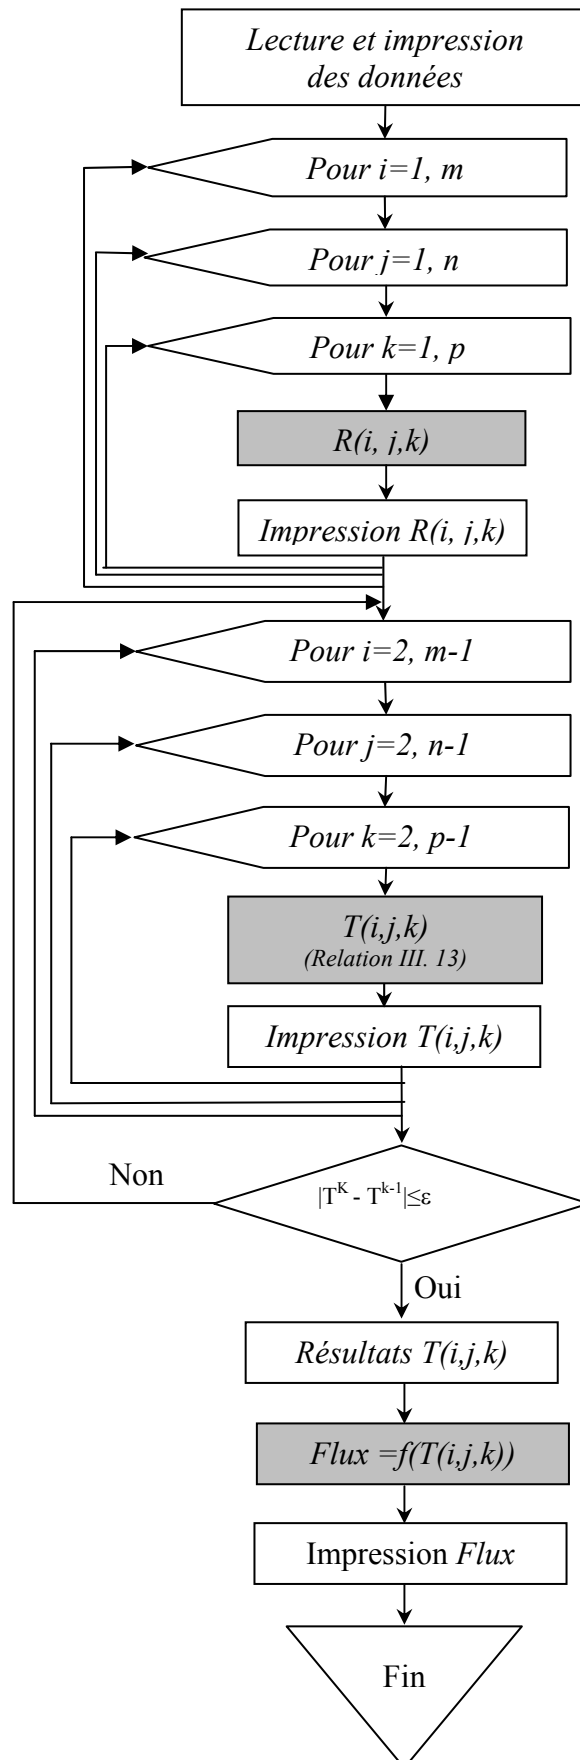 Lecture et impression
des données
Pour i=1, m
Pour j=1, n
Pour k=1, p
R(i, j,k)
Impression R(i, j,k)
Pour i=2, m-1
Pour j=2, n-1
Pour k=2, p-1
T(i,j,k)
(Relation III. 13)
Impression T(i,j,k)
Non
|T^K - T^k-1|≤ε
Oui
Résultats T(i,j,k)
Flux =f(T(i,j,k))
Impression Flux
Fin